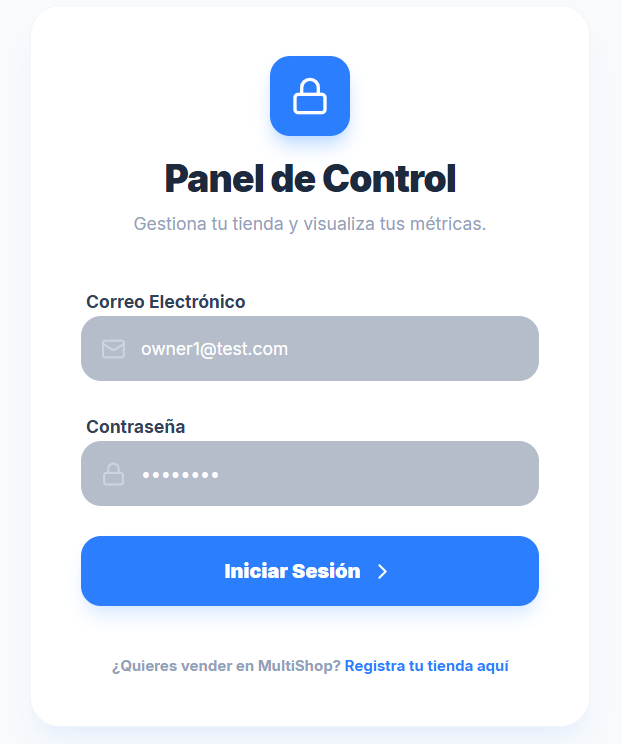 Panel de Control
Gestiona tu tienda y visualiza tus métricas.
Correo Electrónico
owner1@test.com
Contraseña
••••••••
Iniciar Sesión
¿Quieres vender en MultiShop? Registra tu tienda aquí